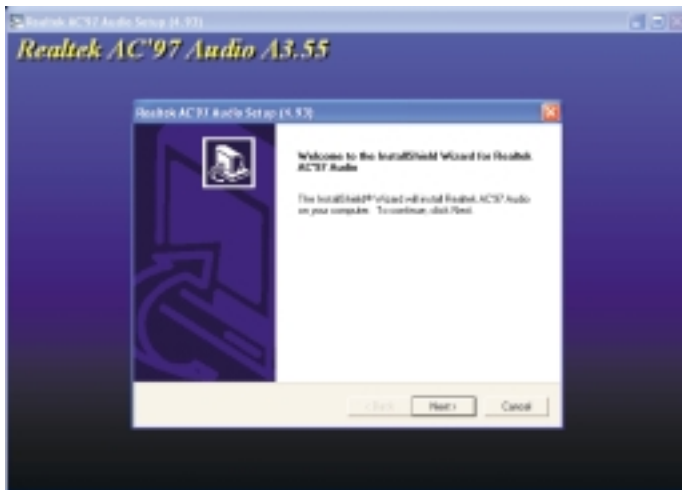 Realtek AC'97 Audio Setup (4.93)
Realtek AC'97 Audio A3.55
Realtek AC'97 Audio Setup (4.93)
Welcome to the InstallShield Wizard for Realtek
AC'97 Audio
The InstallShield® Wizard will install Realtek AC'97 Audio
on your computer. To continue, click Next.
< Back
Next >
Cancel